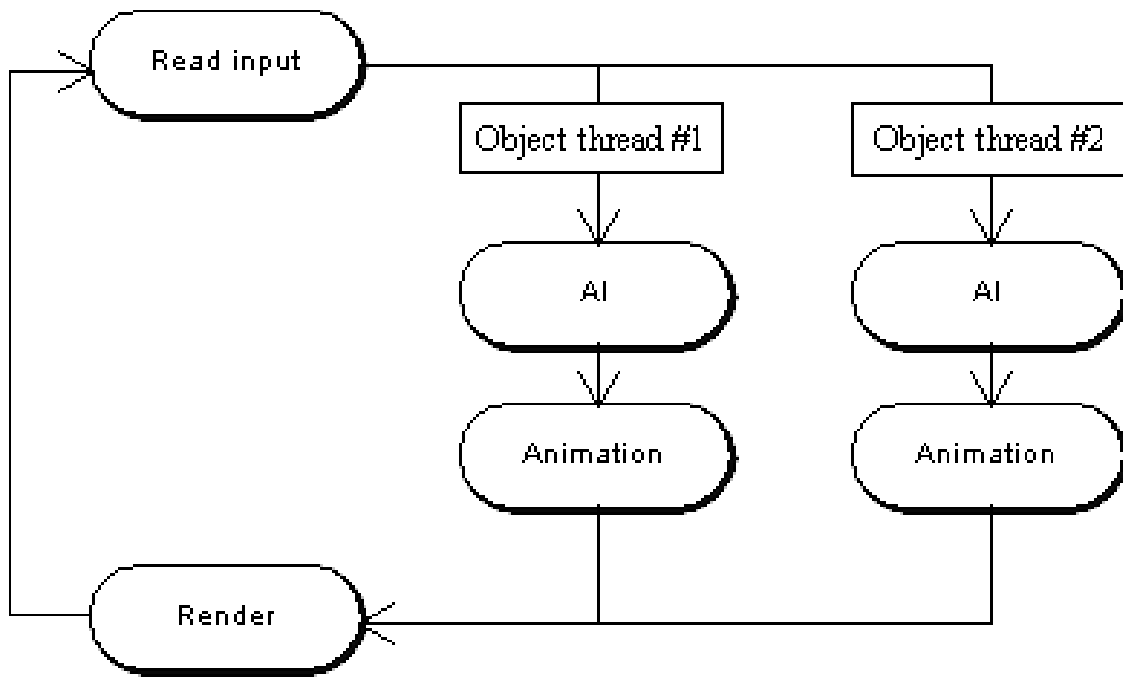 Read input
Object thread #1
Object thread #2
AI
AI
Animation
Animation
Render